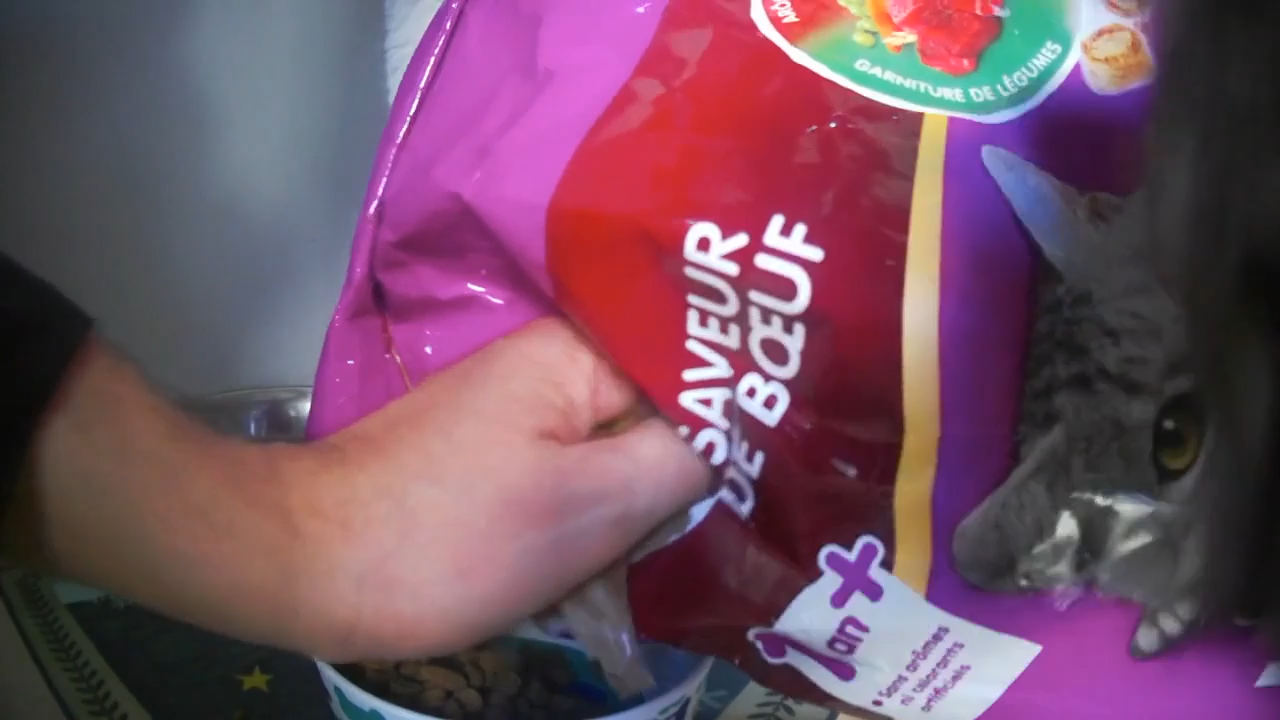 GARNITURE DE LÉGUMES
SAVEUR
DE BŒUF
1 an +
• Sans arômes
ni colorants
artificiels